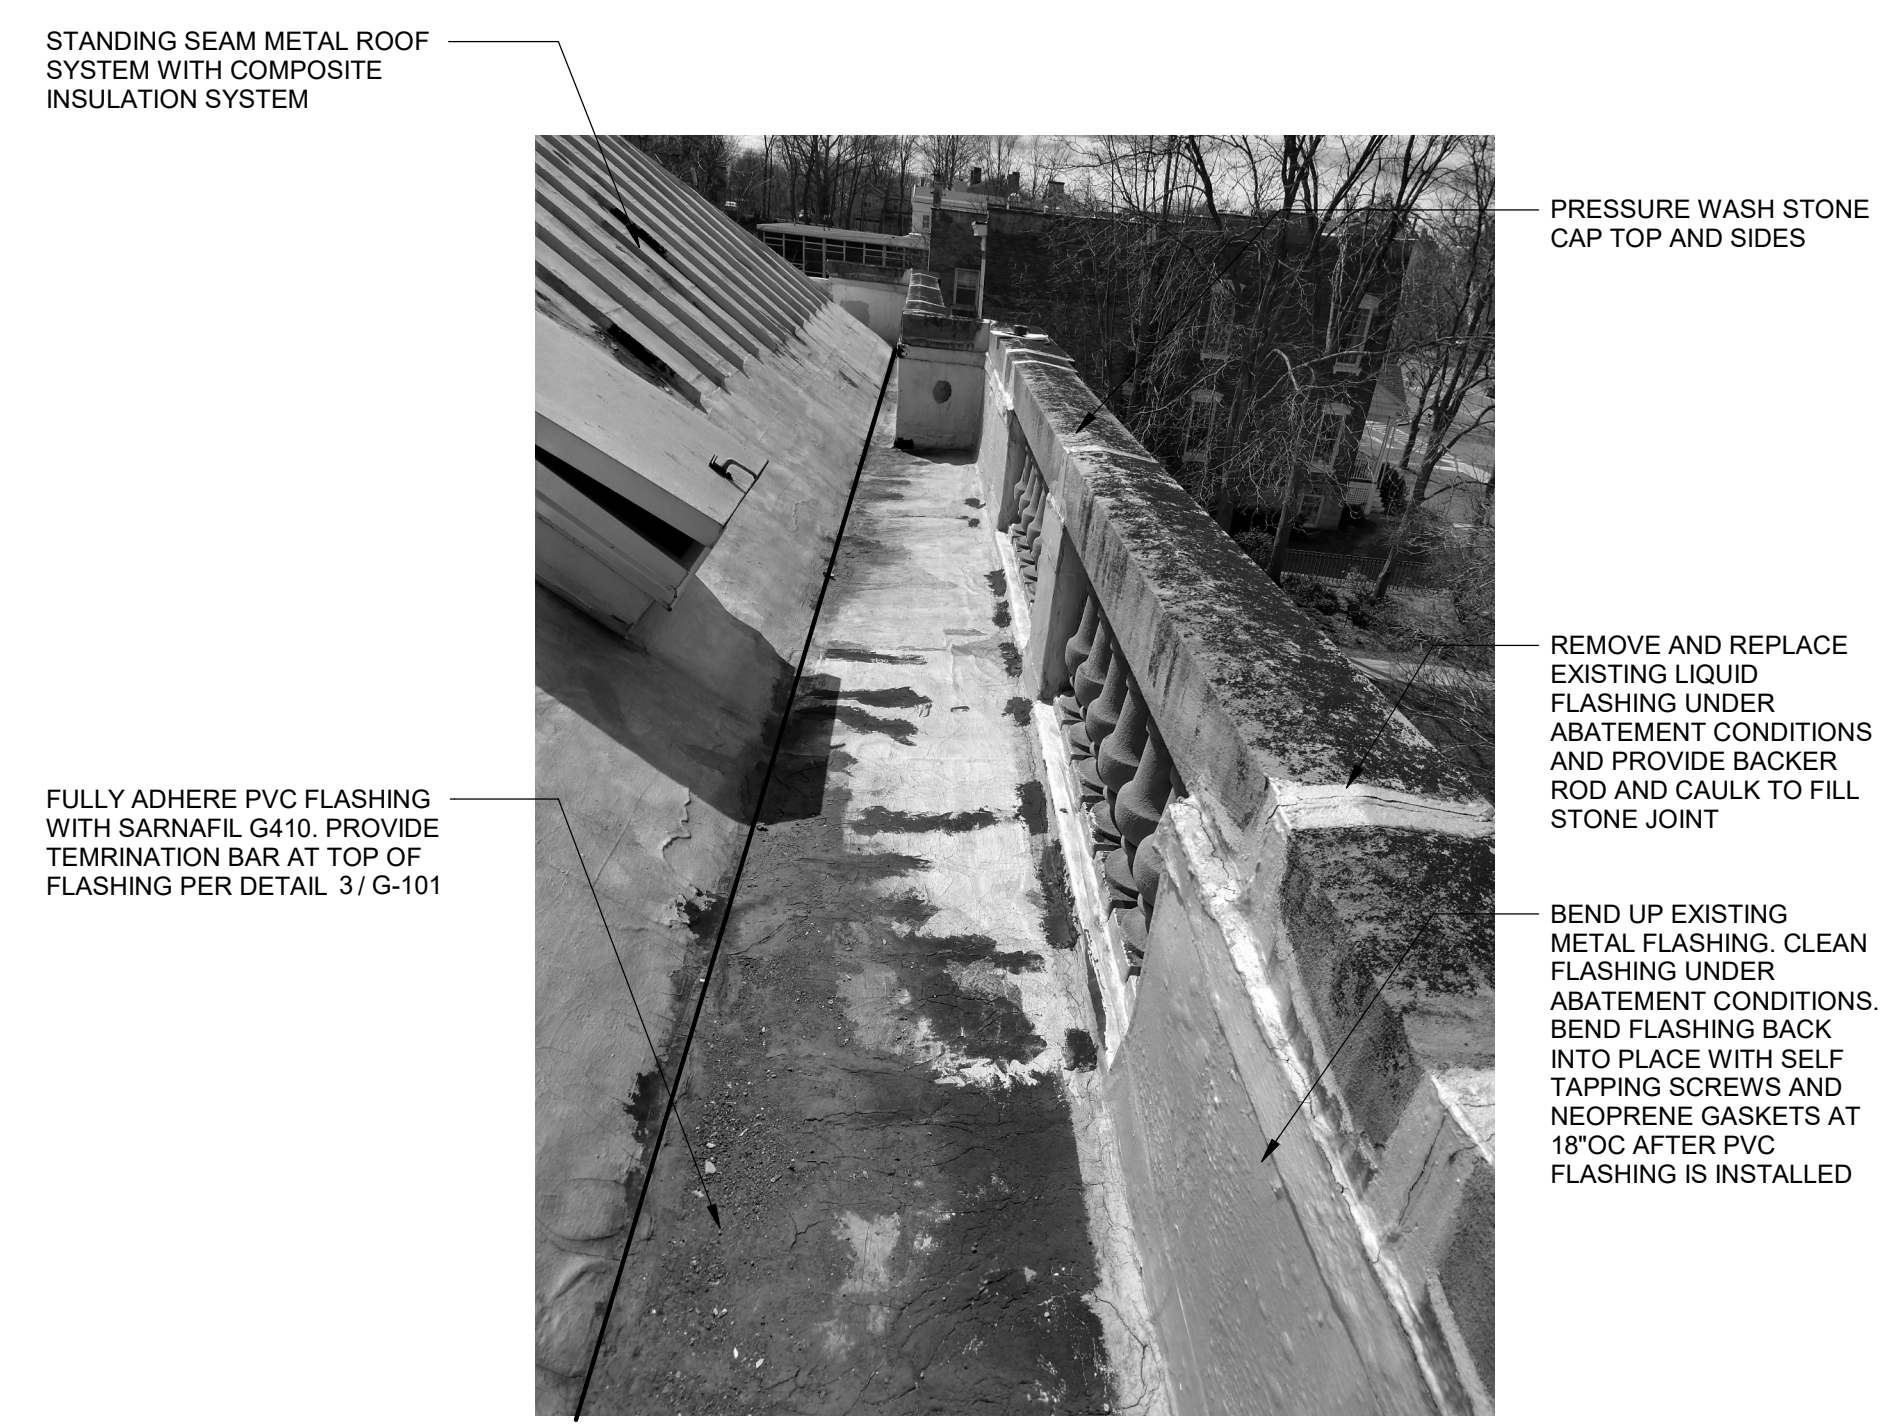 STANDING SEAM METAL ROOF
SYSTEM WITH COMPOSITE
INSULATION SYSTEM
PRESSURE WASH STONE
CAP TOP AND SIDES
REMOVE AND REPLACE
EXISTING LIQUID
FLASHING UNDER
ABATEMENT CONDITIONS
AND PROVIDE BACKER
ROD AND CAULK TO FILL
STONE JOINT
FULLY ADHERE PVC FLASHING
WITH SARNAFIL G410. PROVIDE
TEMRINATION BAR AT TOP OF
FLASHING PER DETAIL 3 / G-101
BEND UP EXISTING
METAL FLASHING. CLEAN
FLASHING UNDER
ABATEMENT CONDITIONS.
BEND FLASHING BACK
INTO PLACE WITH SELF
TAPPING SCREWS AND
NEOPRENE GASKETS AT
18"OC AFTER PVC
FLASHING IS INSTALLED